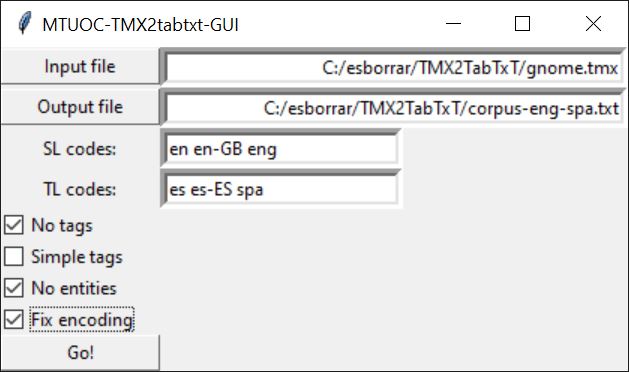 MTUOC-TMX2tabtxt-GUI
Input file C:/esborrar/TMX2TabTxT/gnome.tmx
Output file C:/esborrar/TMX2TabTxT/corpus-eng-spa.txt
SL codes: en en-GB eng
TL codes: es es-ES spa
No tags
Simple tags
No entities
Fix encoding
Go!